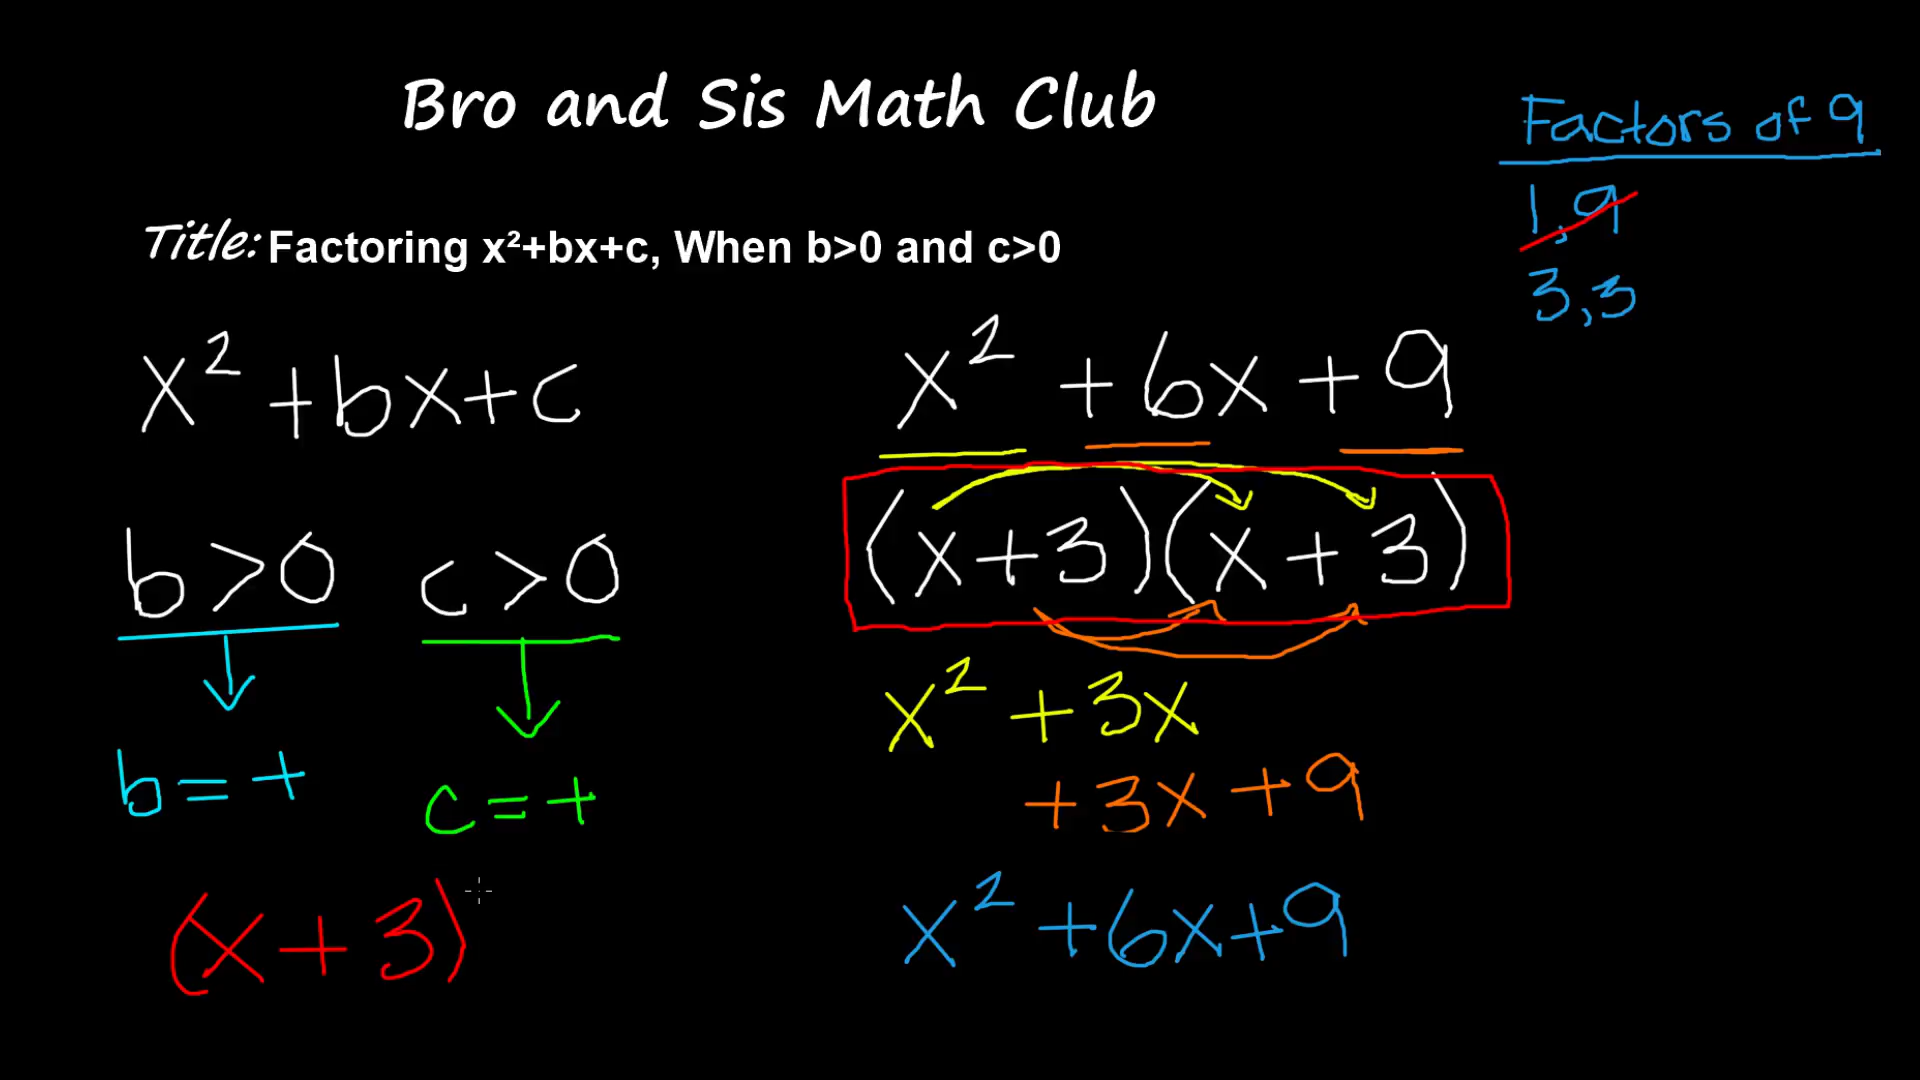 Bro and Sis Math Club
Factors of 9
1,9
3,3
Title: Factoring x²+bx+c, When b>0 and c>0
x²+bx+c
x²+6x+9
(x+3)(x+3)
b>0 c>0
x²+3x
b=+ c=+
+3x+9
(x+3)
x²+6x+9